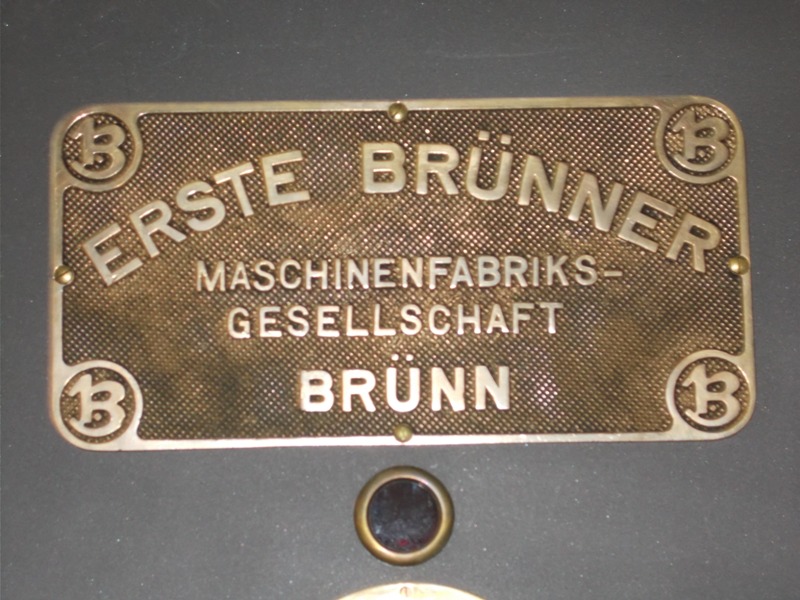 ERSTE BRÜNNER
MASCHINENFABRIKS-
GESELLSCHAFT
BRÜNN